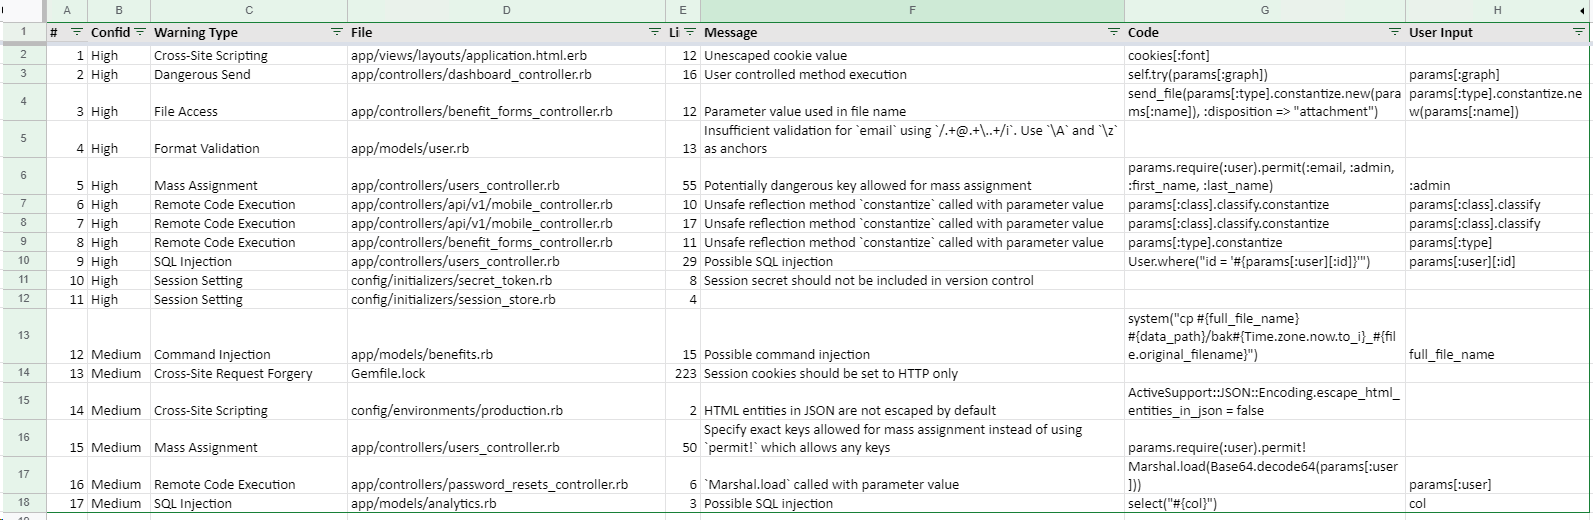 A B C D E F G H
1 # Confid Warning Type File Li Message Code User Input
2 1 High Cross-Site Scripting app/views/layouts/application.html.erb 12 Unescaped cookie value cookies[:font]
3 2 High Dangerous Send app/controllers/dashboard_controller.rb 16 User controlled method execution self.try(params[:graph]) params[:graph]
4 send_file(params[:type].constantize.new(para params[:type].constantize.ne
3 High File Access app/controllers/benefit_forms_controller.rb 12 Parameter value used in file name ms[:name]), :disposition => "attachment") w(params[:name])
5 Insufficient validation for `email` using `/.+@.+\..+/i`. Use `\A` and `\z`
4 High Format Validation app/models/user.rb 13 as anchors
6 params.require(:user).permit(:email, :admin,
5 High Mass Assignment app/controllers/users_controller.rb 55 Potentially dangerous key allowed for mass assignment :first_name, :last_name) :admin
7 6 High Remote Code Execution app/controllers/api/v1/mobile_controller.rb 10 Unsafe reflection method `constantize` called with parameter value params[:class].classify.constantize params[:class].classify
8 7 High Remote Code Execution app/controllers/api/v1/mobile_controller.rb 17 Unsafe reflection method `constantize` called with parameter value params[:class].classify.constantize params[:class].classify
9 8 High Remote Code Execution app/controllers/benefit_forms_controller.rb 11 Unsafe reflection method `constantize` called with parameter value params[:type].constantize params[:type]
10 9 High SQL Injection app/controllers/users_controller.rb 29 Possible SQL injection User.where("id = '#{params[:user][:id]}'") params[:user][:id]
11 10 High Session Setting config/initializers/secret_token.rb 8 Session secret should not be included in version control
12 11 High Session Setting config/initializers/session_store.rb 4
system("cp #{full_file_name}
13 #{data_path}/bak#{Time.zone.now.to_i}_#{fil
12 Medium Command Injection app/models/benefits.rb 15 Possible command injection e.original_filename}") full_file_name
14 13 Medium Cross-Site Request Forgery Gemfile.lock 223 Session cookies should be set to HTTP only
15 ActiveSupport::JSON::Encoding.escape_html_
14 Medium Cross-Site Scripting config/environments/production.rb 2 HTML entities in JSON are not escaped by default entities_in_json = false
16 Specify exact keys allowed for mass assignment instead of using
15 Medium Mass Assignment app/controllers/users_controller.rb 50 `permit!` which allows any keys params.require(:user).permit!
17 Marshal.load(Base64.decode64(params[:user
16 Medium Remote Code Execution app/controllers/password_resets_controller.rb 6 `Marshal.load` called with parameter value ])) params[:user]
18 17 Medium SQL Injection app/models/analytics.rb 3 Possible SQL injection select("#{col}") col